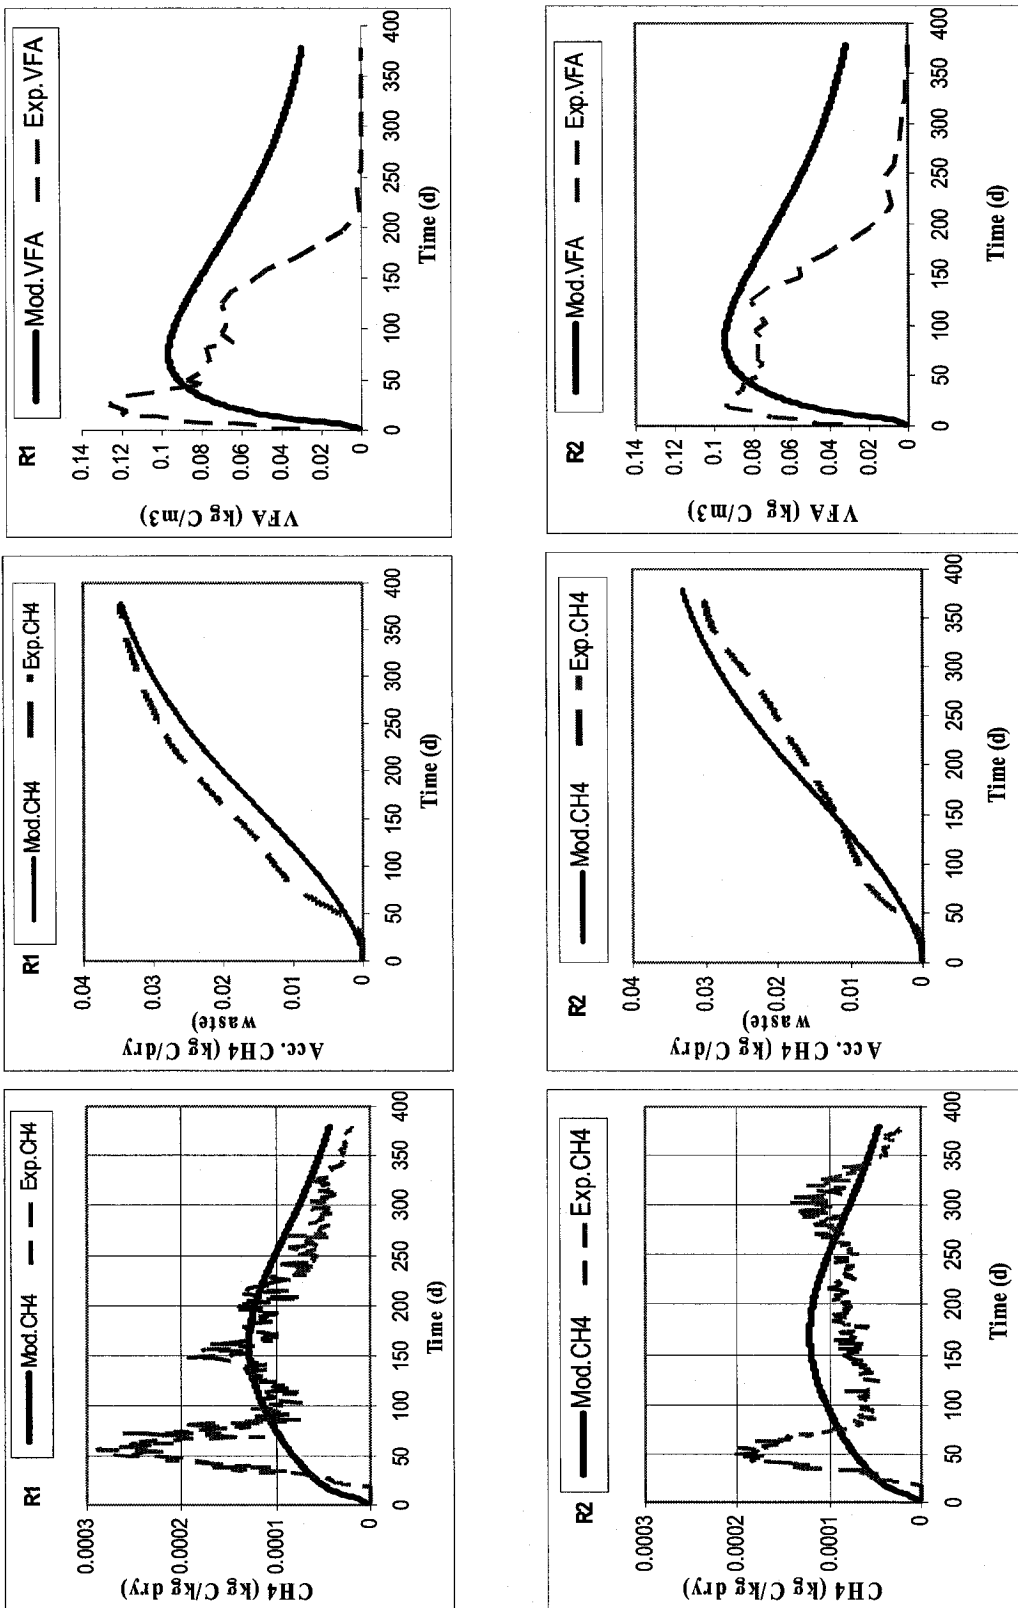 R1
Mod.CH4 Exp.CH4
CH4 (kg C/kg dry)
0.0003
0.0002
0.0001
0
0 50 100 150 200 250 300 350 400
Time (d)
R1
Mod.CH4 Exp.CH4
Acc. CH4 (kg C/dry
waste)
0.04
0.03
0.02
0.01
0
0 50 100 150 200 250 300 350 400
Time (d)
R1
Mod.VFA Exp.VFA
VFA (kg C/m3)
0.14
0.12
0.1
0.08
0.06
0.04
0.02
0
0 50 100 150 200 250 300 350 400
Time (d)
R2
Mod.CH4 Exp.CH4
CH4 (kg C/kg dry)
0.0003
0.0002
0.0001
0
0 50 100 150 200 250 300 350 400
Time (d)
R2
Mod.CH4 Exp.CH4
Acc. CH4 (kg C/dry
waste)
0.04
0.03
0.02
0.01
0
0 50 100 150 200 250 300 350 400
Time (d)
R2
Mod.VFA Exp.VFA
VFA (kg C/m3)
0.14
0.12
0.1
0.08
0.06
0.04
0.02
0
0 50 100 150 200 250 300 350 400
Time (d)